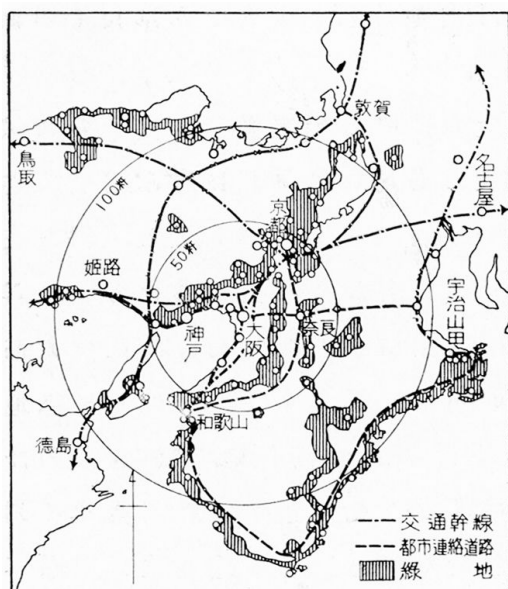 敦賀
鳥取
名古屋
100粁
京都
50粁
姫路
宇治山田
神戸
大阪
奈良
和歌山
徳島
交通幹線
都市連絡道路
緑地